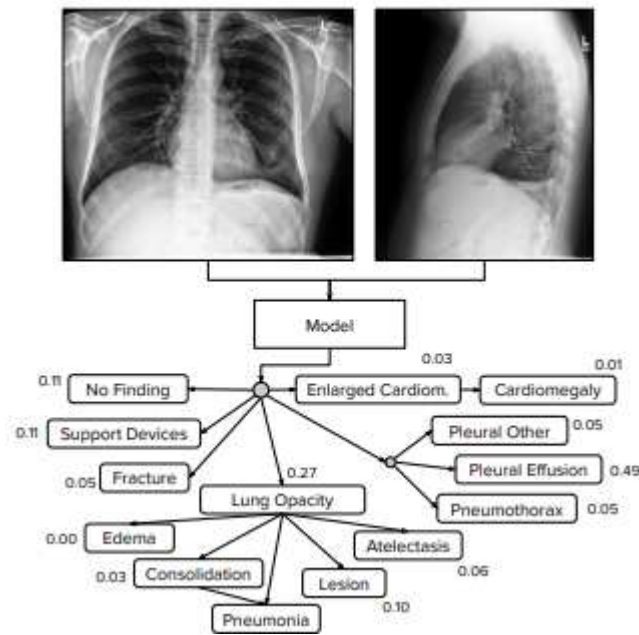 L
L
Model
0.11
No Finding
0.03
Enlarged Cardiom.
0.01
Cardiomegaly
0.11
Support Devices
0.05
Pleural Other
0.05
Fracture
Pleural Effusion
0.49
0.27
Lung Opacity
Pneumothorax
0.05
0.00
Edema
Atelectasis
0.06
0.03
Consolidation
Lesion
0.10
Pneumonia